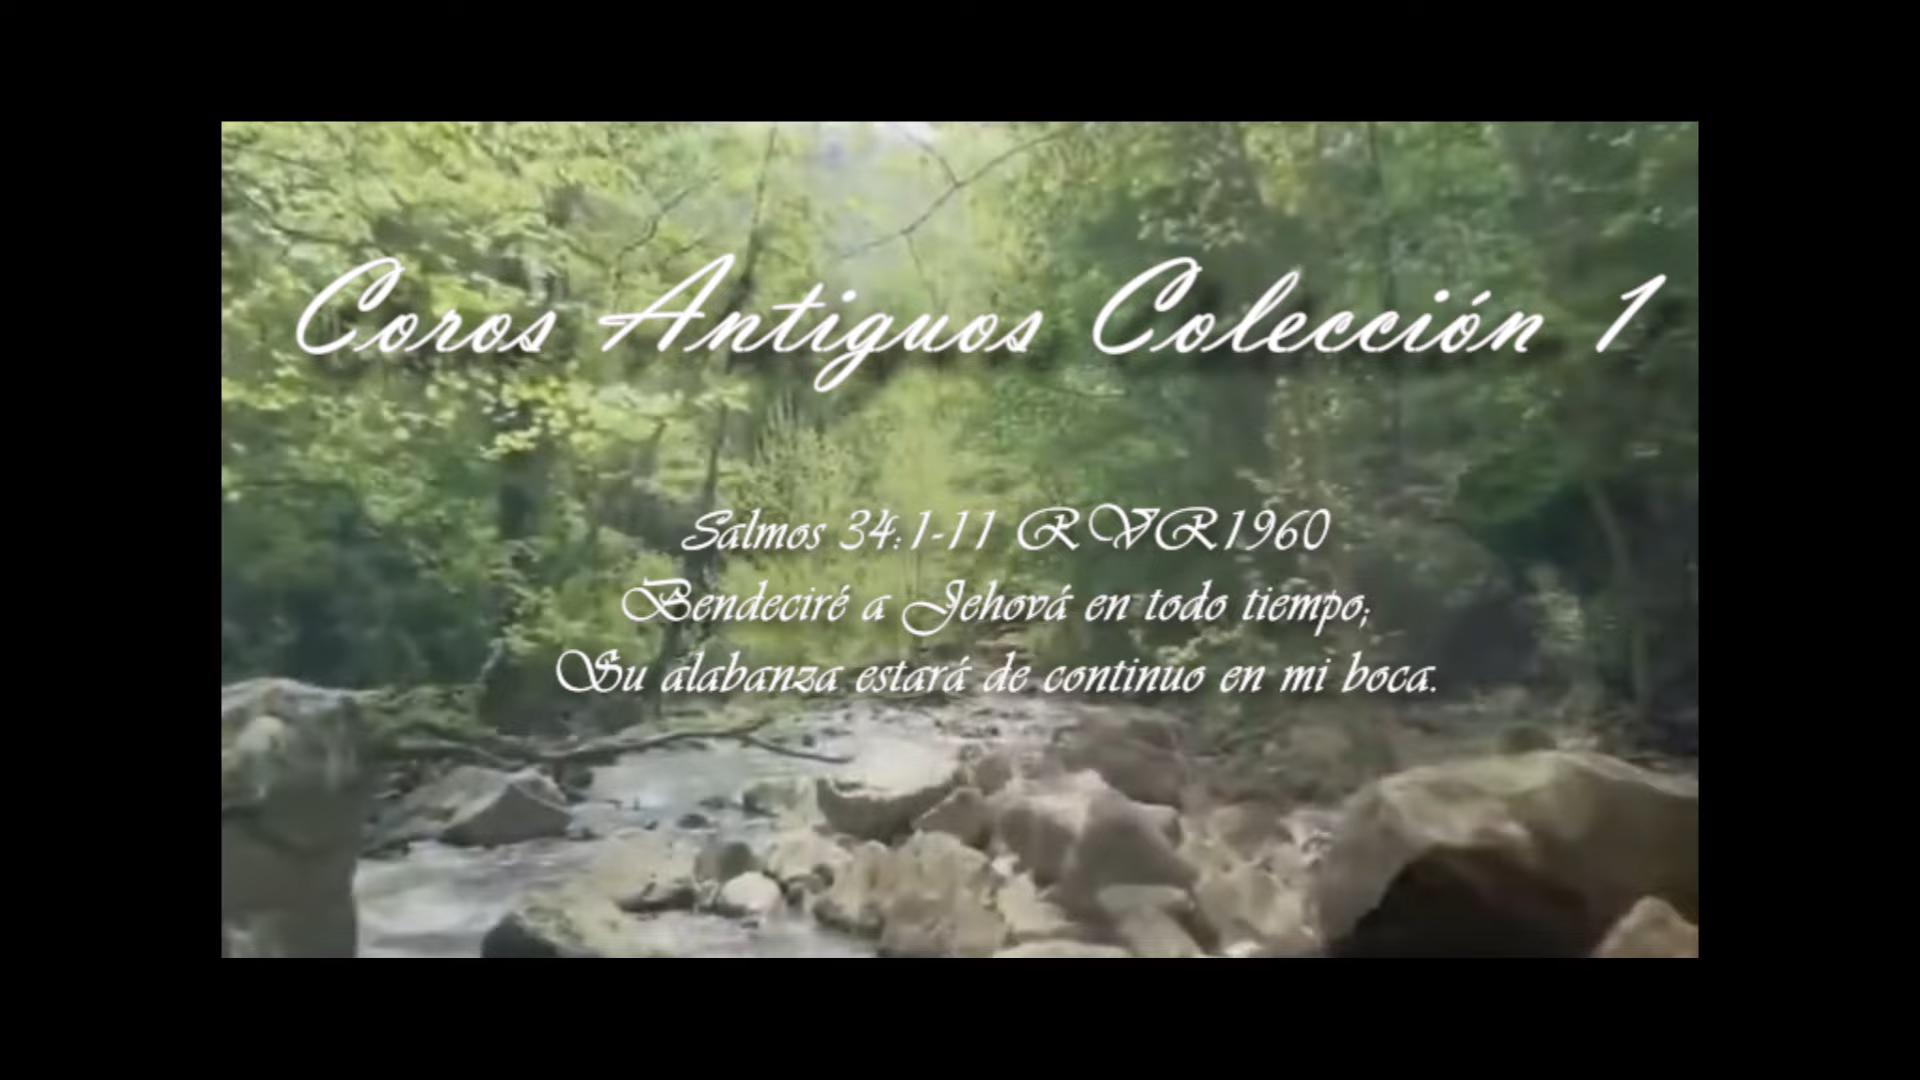 Coros Antiguos Colección 1
Salmos 34:1-11 RVR1960
Bendeciré a Jehová en todo tiempo;
Su alabanza estará de continuo en mi boca.